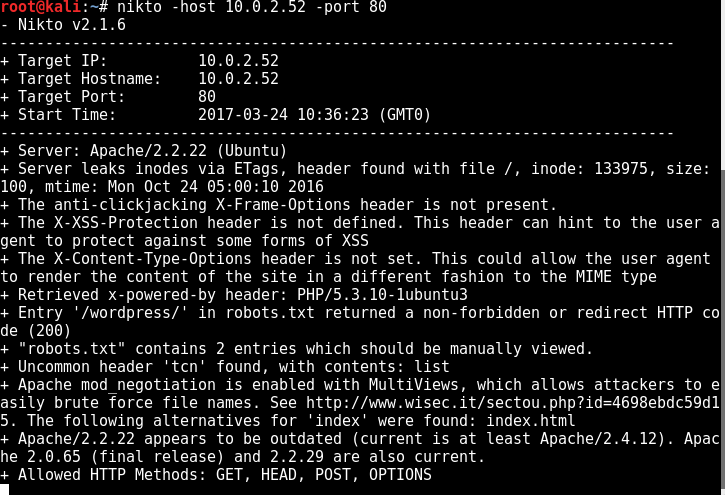 root@kali:~# nikto -host 10.0.2.52 -port 80
- Nikto v2.1.6
---------------------------------------------------------------------------
+ Target IP:          10.0.2.52
+ Target Hostname:    10.0.2.52
+ Target Port:        80
+ Start Time:         2017-03-24 10:36:23 (GMT0)
---------------------------------------------------------------------------
+ Server: Apache/2.2.22 (Ubuntu)
+ Server leaks inodes via ETags, header found with file /, inode: 133975, size:
100, mtime: Mon Oct 24 05:00:10 2016
+ The anti-clickjacking X-Frame-Options header is not present.
+ The X-XSS-Protection header is not defined. This header can hint to the user a
gent to protect against some forms of XSS
+ The X-Content-Type-Options header is not set. This could allow the user agent
to render the content of the site in a different fashion to the MIME type
+ Retrieved x-powered-by header: PHP/5.3.10-1ubuntu3
+ Entry '/wordpress/' in robots.txt returned a non-forbidden or redirect HTTP co
de (200)
+ "robots.txt" contains 2 entries which should be manually viewed.
+ Uncommon header 'tcn' found, with contents: list
+ Apache mod_negotiation is enabled with MultiViews, which allows attackers to e
asily brute force file names. See http://www.wisec.it/sectou.php?id=4698ebdc59d1
5. The following alternatives for 'index' were found: index.html
+ Apache/2.2.22 appears to be outdated (current is at least Apache/2.4.12). Apac
he 2.0.65 (final release) and 2.2.29 are also current.
+ Allowed HTTP Methods: GET, HEAD, POST, OPTIONS